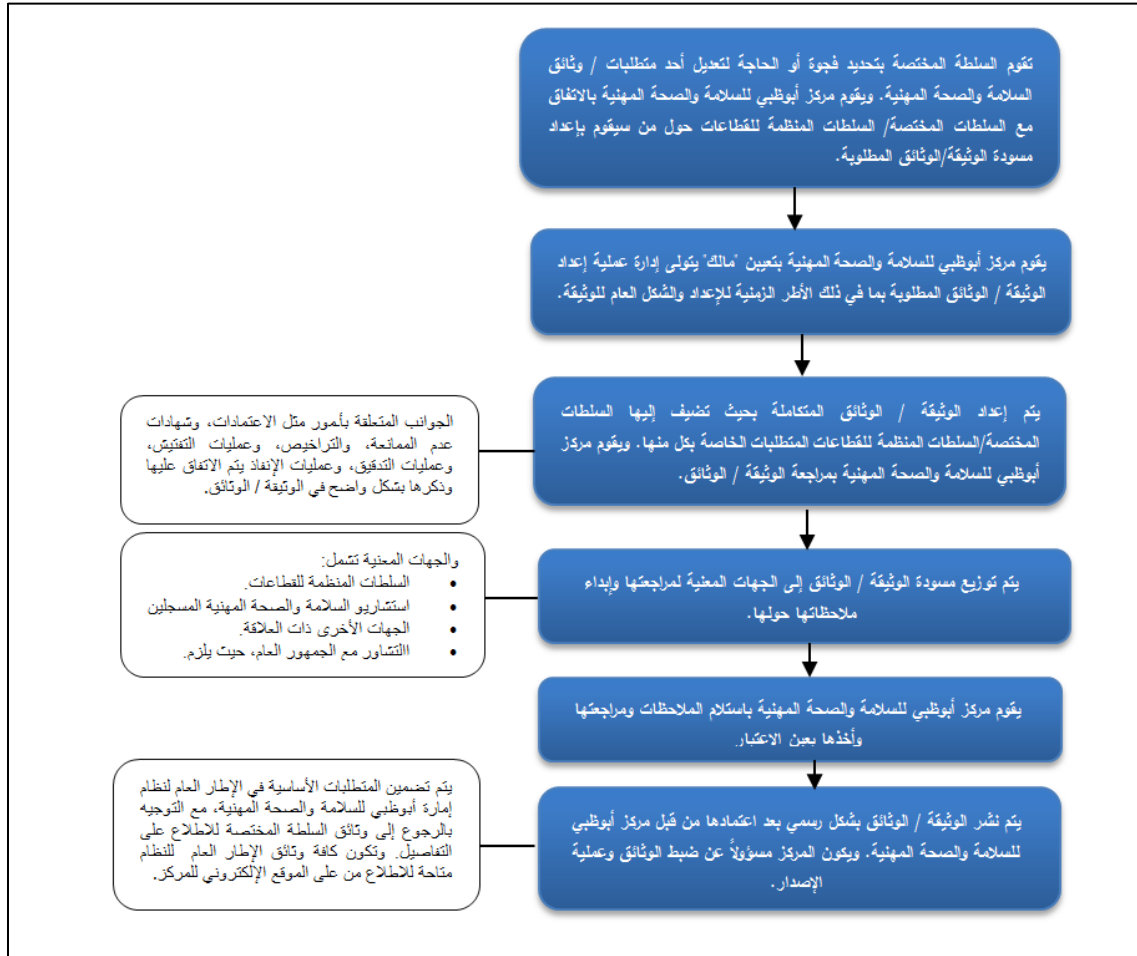 تقوم السلطة المختصة بتحديد فجوة أو الحاجة لتعديل أحد متطلبات / وثائق
السلامة والصحة المهنية. ويقوم مركز أبوظبي للسلامة والصحة المهنية بالاتفاق
مع السلطات المختصة/ السلطات المنظمة للقطاعات حول من سيقوم بإعداد
مسودة الوثيقة/الوثائق المطلوبة.
يقوم مركز أبوظبي للسلامة والصحة المهنية بتعيين "مالك" يتولى إدارة عملية إعداد
الوثيقة / الوثائق المطلوبة بما في ذلك الأطر الزمنية للإعداد والشكل العام للوثيقة.
يتم إعداد الوثيقة / الوثائق المتكاملة بحيث تضيف إليها السلطات
المختصة/السلطات المنظمة للقطاعات المتطلبات الخاصة بكل منها. ويقوم مركز
أبوظبي للسلامة والصحة المهنية بمراجعة الوثيقة / الوثائق.
الجوانب المتعلقة بأمور مثل الاعتمادات، وشهادات
عدم الممانعة، والتراخيص، وعمليات التفتيش،
وعمليات التدقيق، وعمليات الإنفاذ يتم الاتفاق عليها
وذكرها بشكل واضح في الوثيقة / الوثائق.
يتم توزيع مسودة الوثيقة / الوثائق إلى الجهات المعنية لمراجعتها وإبداء
ملاحظاتها حولها.
والجهات المعنية تشمل:
• السلطات المنظمة للقطاعات.
• استشاريو السلامة والصحة المهنية المسجلين
• الجهات الأخرى ذات العلاقة.
• االتشاور مع الجمهور العام، حيث يلزم.
يقوم مركز أبوظبي للسلامة والصحة المهنية باستلام الملاحظات ومراجعتها
وأخذها بعين الاعتبار.
يتم نشر الوثيقة / الوثائق بشكل رسمي بعد اعتمادها من قبل مركز أبوظبي
للسلامة والصحة المهنية. ويكون المركز مسؤولاً عن ضبط الوثائق وعملية
الإصدار.
يتم تضمين المتطلبات الأساسية في الإطار العام لنظام
إمارة أبوظبي للسلامة والصحة المهنية، مع التوجيه
بالرجوع إلى وثائق السلطة المختصة للاطلاع على
التفاصيل. وتكون كافة وثائق الإطار العام للنظام
متاحة للاطلاع من على الموقع الإلكتروني للمركز.